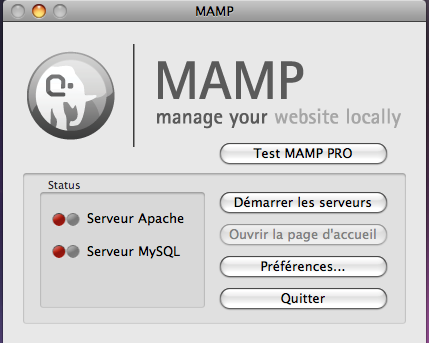 MAMP
MAMP
manage your website locally
Test MAMP PRO
Status
Serveur Apache
Serveur MySQL
Démarrer les serveurs
Ouvrir la page d'accueil
Préférences...
Quitter